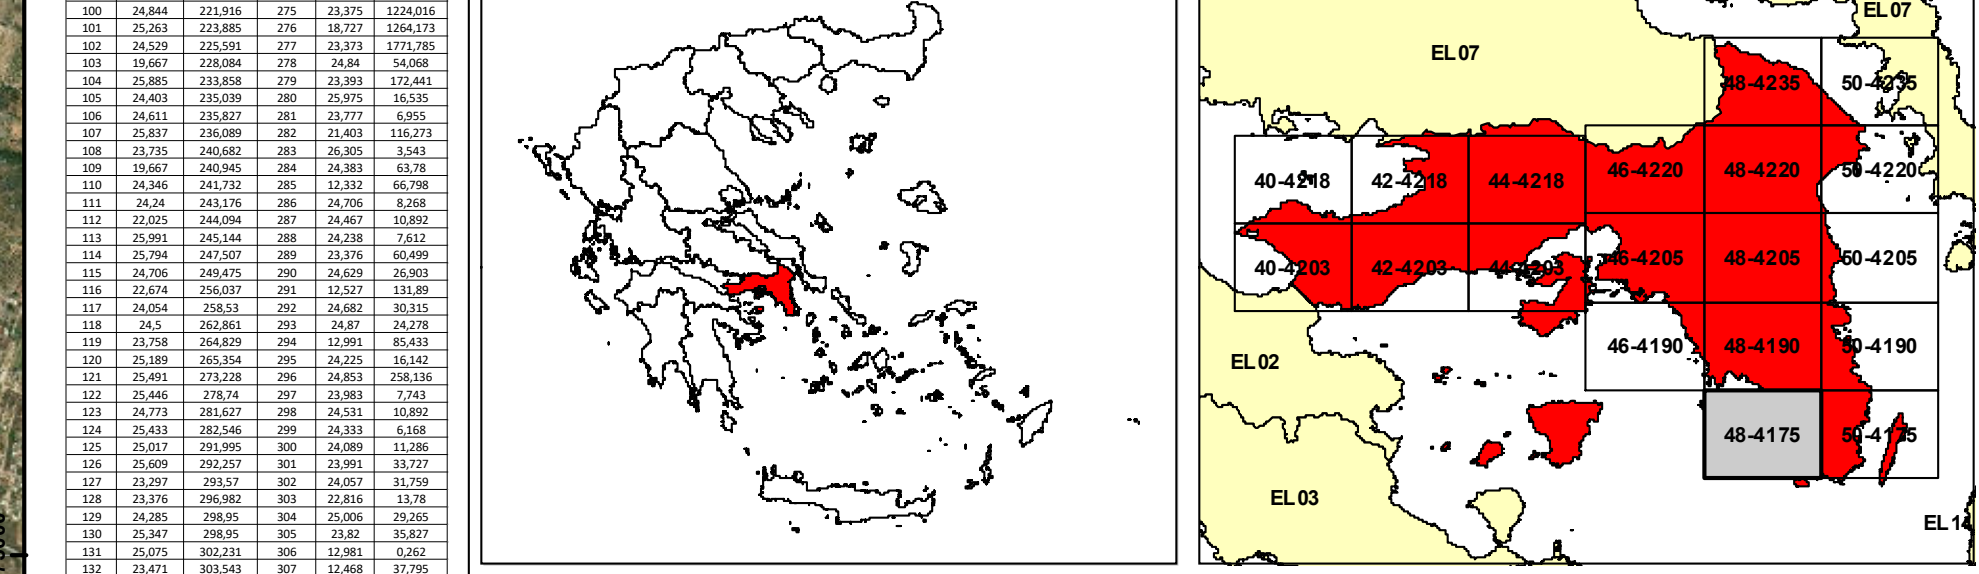 100 24,844 221,916 275 23,375 1224,016
101 25,263 223,885 276 18,727 1264,173
102 24,529 225,591 277 23,373 1771,785
103 19,667 228,084 278 24,84 54,068
104 25,885 233,858 279 23,393 172,441
105 24,403 235,039 280 25,975 16,535
106 24,611 235,827 281 23,777 6,955
107 25,837 236,089 282 21,403 116,273
108 23,735 240,682 283 26,305 3,543
109 19,667 240,945 284 24,383 63,78
110 24,346 241,732 285 12,332 66,798
111 24,24 243,176 286 24,706 8,268
112 22,025 244,094 287 24,467 10,892
113 25,991 245,144 288 24,238 7,612
114 25,794 247,507 289 23,376 60,499
115 24,706 249,475 290 24,629 26,903
116 22,674 256,037 291 12,527 131,89
117 24,054 258,53 292 24,682 30,315
118 24,5 262,861 293 24,87 24,278
119 23,758 264,829 294 12,991 85,433
120 25,189 265,354 295 24,225 16,142
121 25,491 273,228 296 24,853 258,136
122 25,446 278,74 297 23,983 7,743
123 24,773 281,627 298 24,531 10,892
124 25,433 282,546 299 24,333 6,168
125 25,017 291,995 300 24,089 11,286
126 25,609 292,257 301 23,991 33,727
127 23,297 293,57 302 24,057 31,759
128 23,376 296,982 303 22,816 13,78
129 24,285 298,95 304 25,006 29,265
130 25,347 298,95 305 23,82 35,827
131 25,075 302,231 306 12,981 0,262
132 23,471 303,543 307 12,468 37,795
EL07
EL07
48-4235 50-4235
40-4218 42-4218 44-4218 46-4220 48-4220 50-4220
40-4203 42-4203 44-4203 46-4205 48-4205 50-4205
46-4190 48-4190 50-4190
EL02
48-4175 50-4175
EL03
EL14